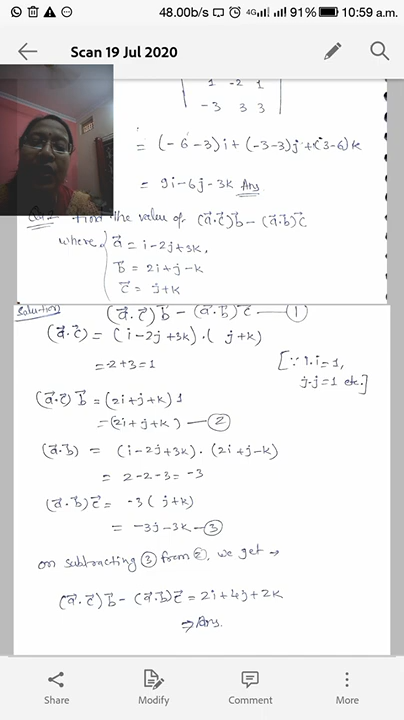 48.00b/s 4G 91% 10:59 a.m.
Scan 19 Jul 2020
1 -2 1
-3 3 3
= (-6-3)i + (-3-3)j + (3-6)k
= 9i-6j-3k Ans
Find the value of (a⃗.c⃗)b⃗ - (a⃗.b⃗)c⃗
where, a⃗ = i-2j+3k,
b⃗ = 2i+j-k
c⃗ = j+k
Solution
(a⃗.c⃗)b⃗ - (a⃗.b⃗)c⃗ — ①
(a⃗.c⃗) = (i-2j+3k).( j+k)
= -2+3=1
[∵ i.i=1,
j.j=1 etc.]
(a⃗.c⃗)b⃗ = (2i+j+k)1
= (2i+j+k) — ②
(a⃗.b⃗) = (i-2j+3k).(2i+j-k)
= 2-2-3 = -3
(a⃗.b⃗)c⃗ = -3(j+k)
= -3j-3k — ③
on subtracting ③ from ②, we get →
(a⃗.c⃗)b⃗ - (a⃗.b⃗)c⃗ = 2i+4j+2k
⇒ Ans.
Share Modify Comment More